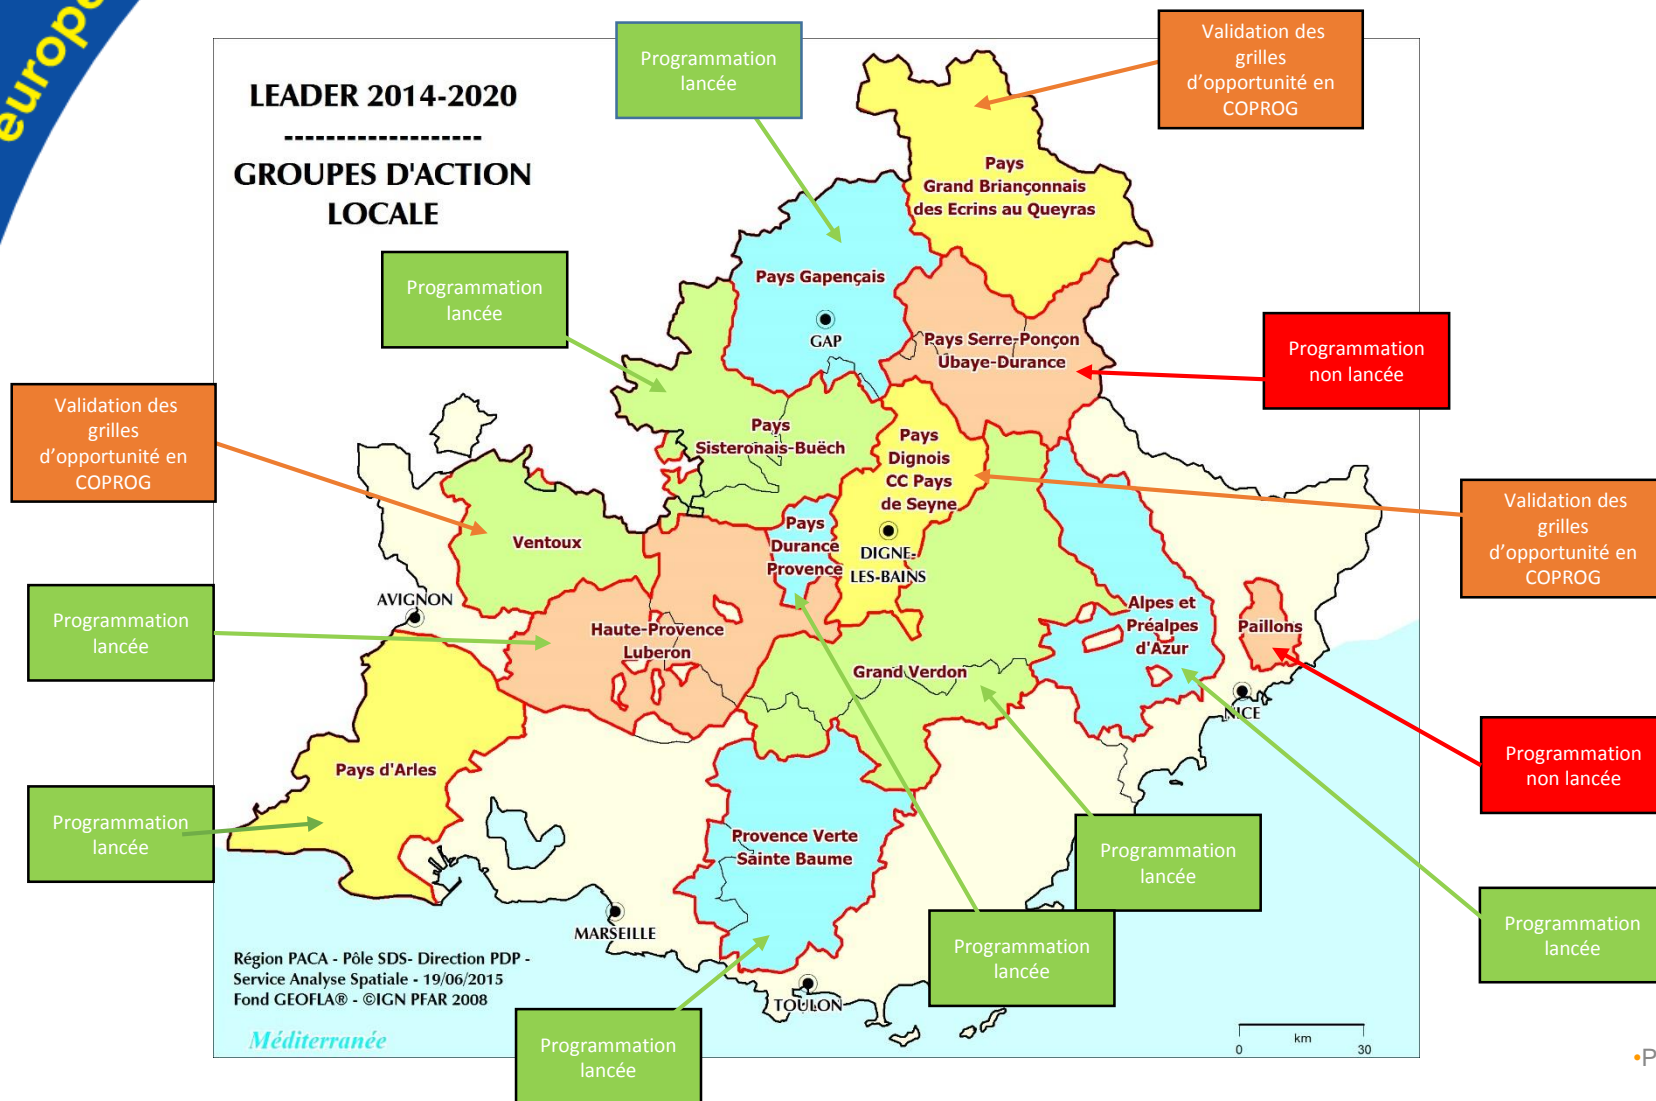 europe
LEADER 2014-2020
-------------------
GROUPES D'ACTION
LOCALE
Programmation
lancée
Validation des
grilles
d'opportunité en
COPROG
Pays
Grand Briançonnais
des Ecrins au Queyras
Programmation
lancée
Pays Gapençais
GAP
Pays Serre-Ponçon
Ubaye-Durance
Programmation
non lancée
Validation des
grilles
d'opportunité en
COPROG
Pays
Sisteronais-Buëch
Pays
Dignois
CC Pays
de Seyne
Validation des
grilles
d'opportunité en
COPROG
Ventoux
Pays
Durance
Provence
DIGNE-
LES-BAINS
AVIGNON
Programmation
lancée
Haute-Provence
Luberon
Alpes et
Préalpes
d'Azur
Paillons
Grand Verdon
NICE
Programmation
non lancée
Pays d'Arles
Programmation
lancée
Provence Verte
Sainte Baume
Programmation
lancée
Programmation
lancée
Programmation
lancée
MARSEILLE
TOULON
Région PACA - Pôle SDS- Direction PDP -
Service Analyse Spatiale - 19/06/2015
Fond GEOFLA® - ©IGN PFAR 2008
Méditerranée
Programmation
lancée
km
0 30
•P